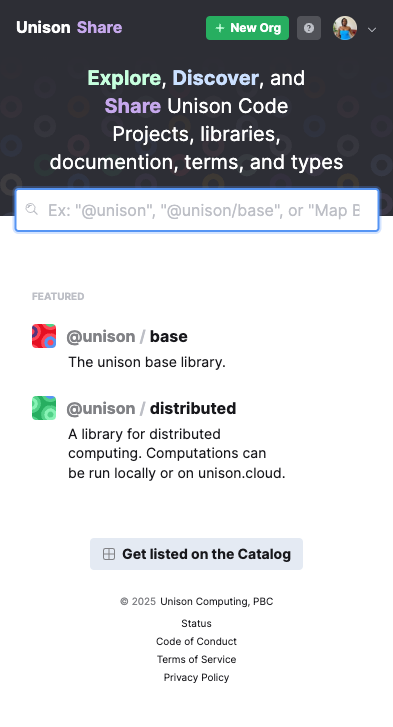 Unison Share
+ New Org
?
Explore, Discover, and
Share Unison Code
Projects, libraries,
documention, terms, and types
Ex: "@unison", "@unison/base", or "Map B
FEATURED
@unison / base
The unison base library.
@unison / distributed
A library for distributed
computing. Computations can
be run locally or on unison.cloud.
Get listed on the Catalog
© 2025 Unison Computing, PBC
Status
Code of Conduct
Terms of Service
Privacy Policy